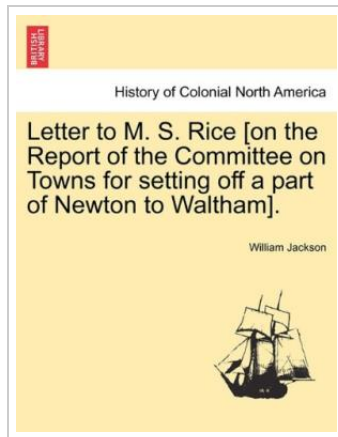 BRITISH
LIBRARY
History of Colonial North America
Letter to M. S. Rice [on the
Report of the Committee on
Towns for setting off a part
of Newton to Waltham].
William Jackson